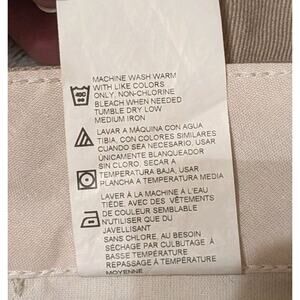 MACHINE WASH WARM
WITH LIKE COLORS
ONLY, NON-CHLORINE
BLEACH WHEN NEEDED
TUMBLE DRY LOW
MEDIUM IRON
LAVAR A MÁQUINA CON AGUA
TIBIA, CON COLORES SIMILARES
CUANDO SEA NECESARIO, USAR
ÚNICAMENTE BLANQUEADOR
SIN CLORO, SECAR A
TEMPERATURA BAJA, USAR
PLANCHA A TEMPERATURA MEDIA
LAVER À LA MACHINE À L'EAU
TIÈDE, AVEC DES VÊTEMENTS
DE COULEUR SEMBLABLE
N'UTILISER QUE DU
JAVELLISANT
SANS CHLORE, AU BESOIN
SÉCHAGE PAR CULBUTAGE À
BASSE TEMPÉRATURE
REPASSAGE À TEMPÉRATURE
MOYENNE